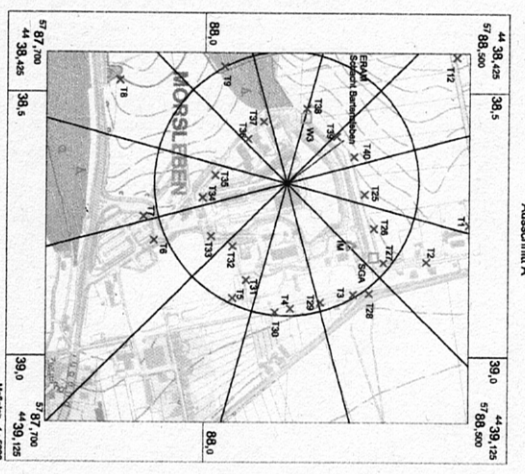 Ausschnitt A
57 88,500
44 38,425
38,5
39,0
57 88,500
44 39,125
88,0
88,0
57 87,700
44 38,425
38,5
39,0
57 87,700
44 39,125
T12
T1
T2
ERAM
Schacht Bartensleben
T40
T39
T38
W3
T37
T36
T9
T8
MORSLEBEN
T25
T26
T27
YM
SGA
T28
T3
T29
T4
T30
T35
T34
T33
T32
T31
T5
T7
T6